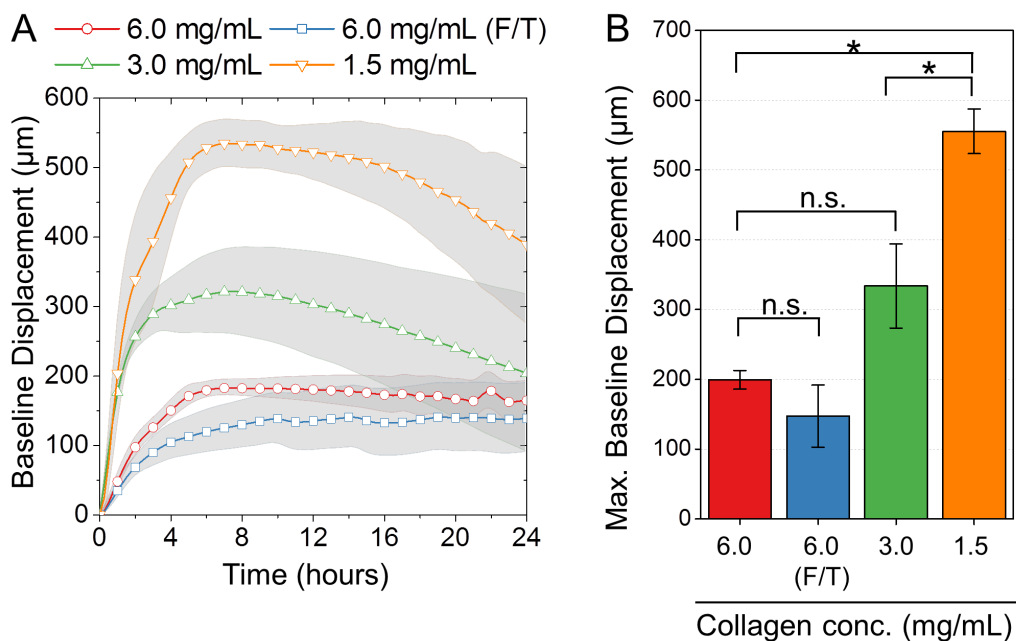 A
6.0 mg/mL 6.0 mg/mL (F/T)
3.0 mg/mL 1.5 mg/mL
Baseline Displacement (µm)
600
500
400
300
200
100
0
0 4 8 12 16 20 24
Time (hours)
B
Max. Baseline Displacement (µm)
700
600
500
400
300
200
100
0
*
*
n.s.
n.s.
6.0 6.0 3.0 1.5
(F/T)
Collagen conc. (mg/mL)